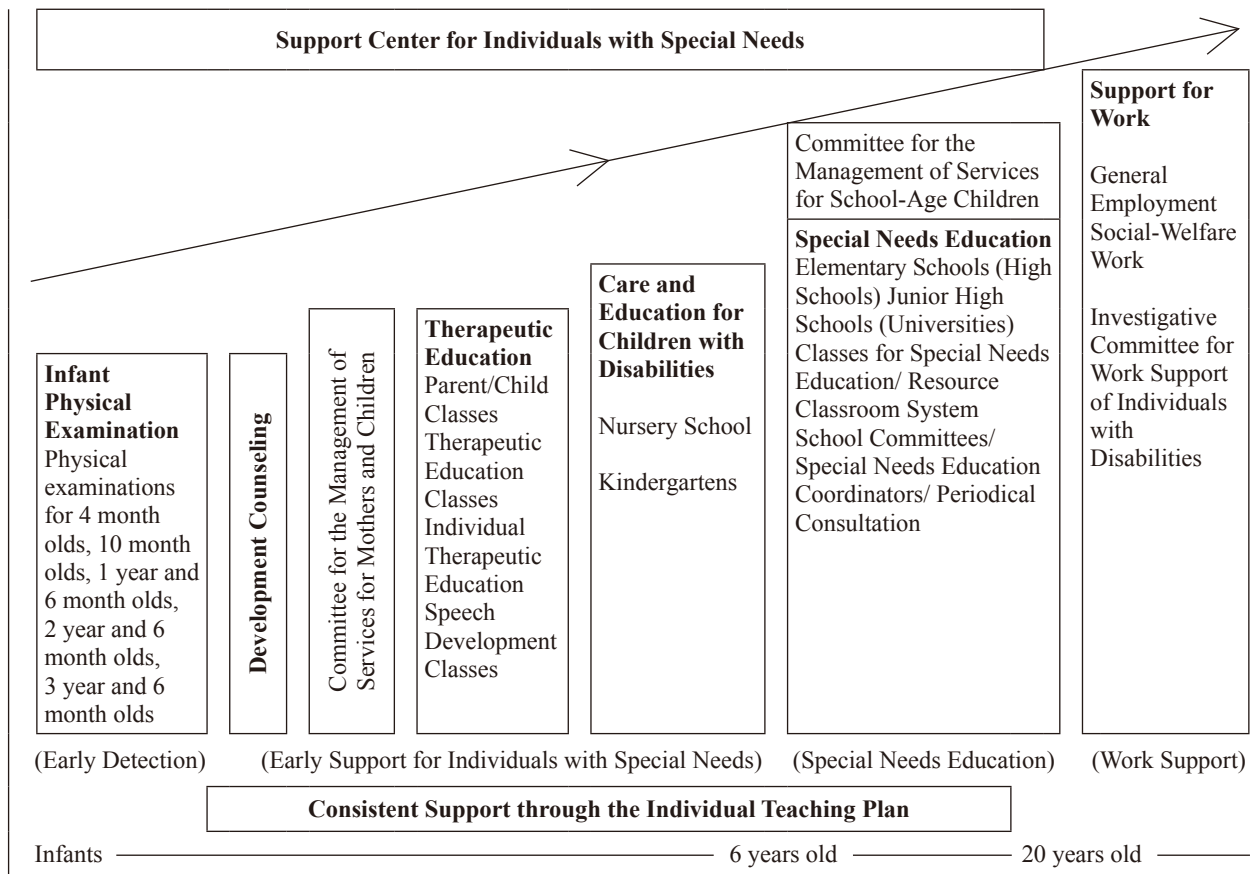 Support Center for Individuals with Special Needs
Infant
Physical
Examination
Physical
examinations
for 4 month
olds, 10 month
olds, 1 year and
6 month olds,
2 year and 6
month olds,
3 year and 6
month olds
Development Counseling
Committee for the Management of
Services for Mothers and Children
Therapeutic
Education
Parent/Child
Classes
Therapeutic
Education
Classes
Individual
Therapeutic
Education
Speech
Development
Classes
Care and
Education for
Children with
Disabilities
Nursery School
Kindergartens
Committee for the
Management of Services
for School-Age Children
Special Needs Education
Elementary Schools (High
Schools) Junior High
Schools (Universities)
Classes for Special Needs
Education/ Resource
Classroom System
School Committees/
Special Needs Education
Coordinators/ Periodical
Consultation
Support for
Work
General
Employment
Social-Welfare
Work
Investigative
Committee for
Work Support
of Individuals
with
Disabilities
(Early Detection)
(Early Support for Individuals with Special Needs)
(Special Needs Education)
(Work Support)
Consistent Support through the Individual Teaching Plan
Infants
6 years old
20 years old